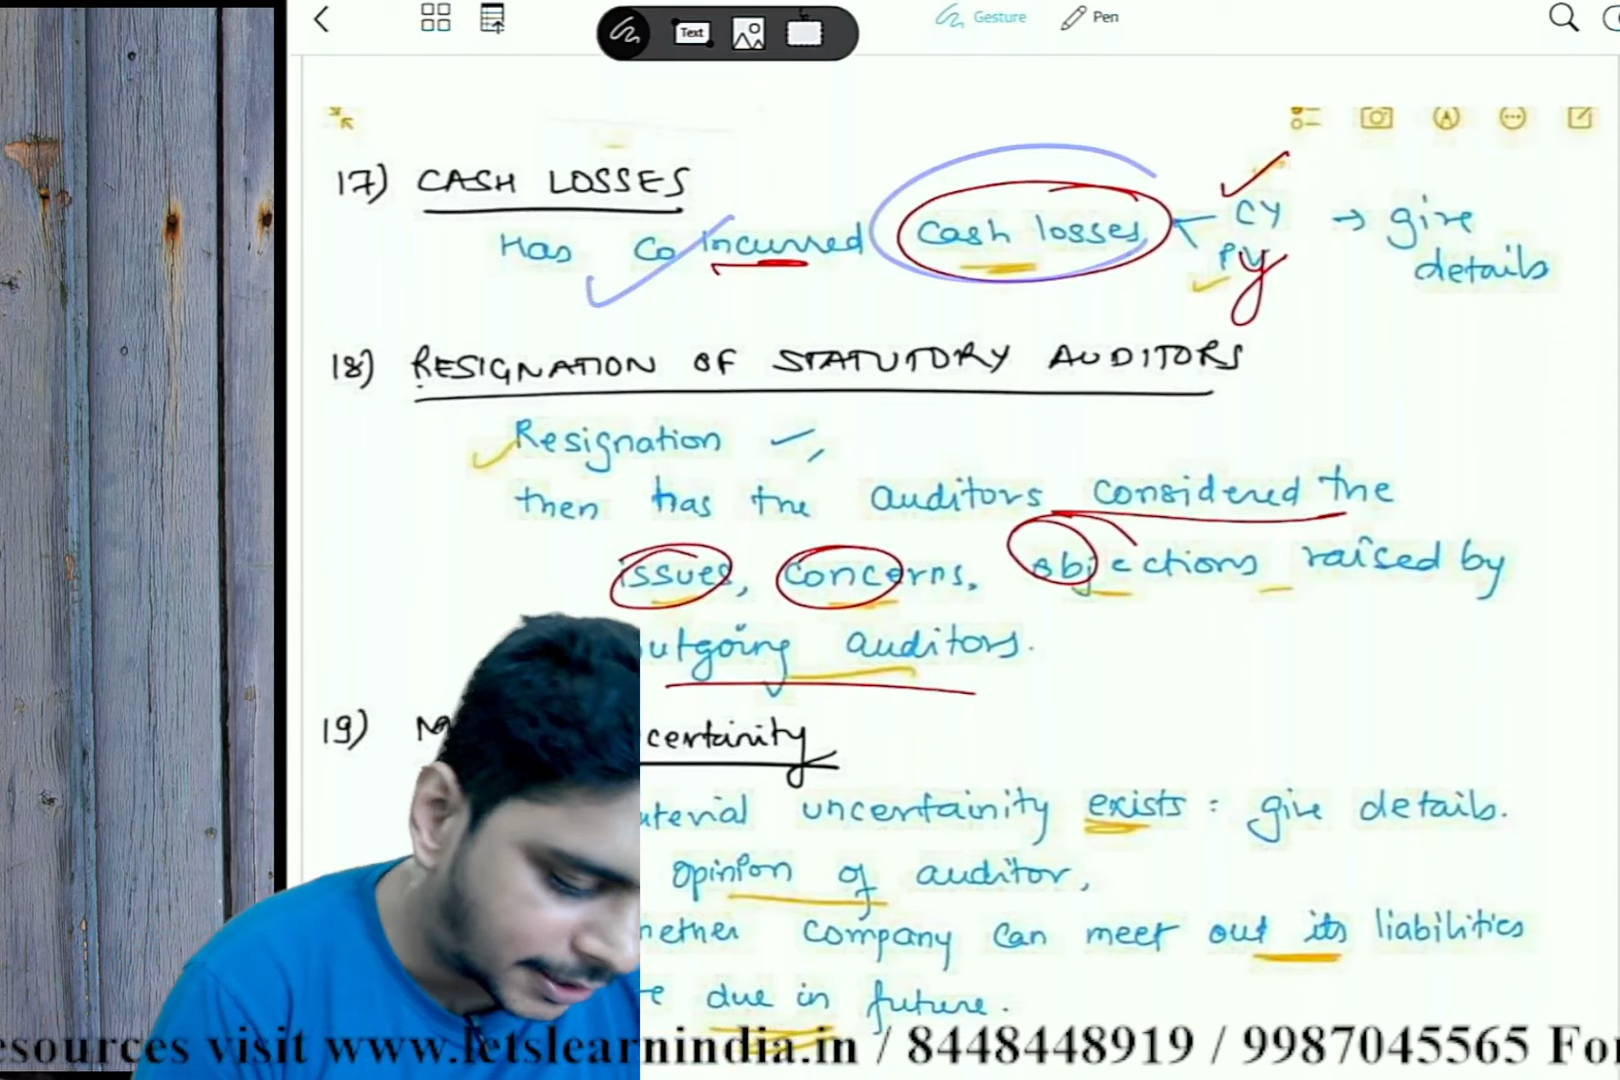 Text
Gesture
Pen
17) CASH LOSSES
Has Co incurred cash losses CY → give
PY details
18) RESIGNATION OF STATUTORY AUDITORS
Resignation
then has the auditors considered the
issues, concerns, objections raised by
utgoing auditors.
19) certainity
uncertainity exists : give details.
opinion of auditor,
company can meet out its liabilities
due in future.
esources visit www.letslearnindia.in / 8448448919 / 9987045565 For